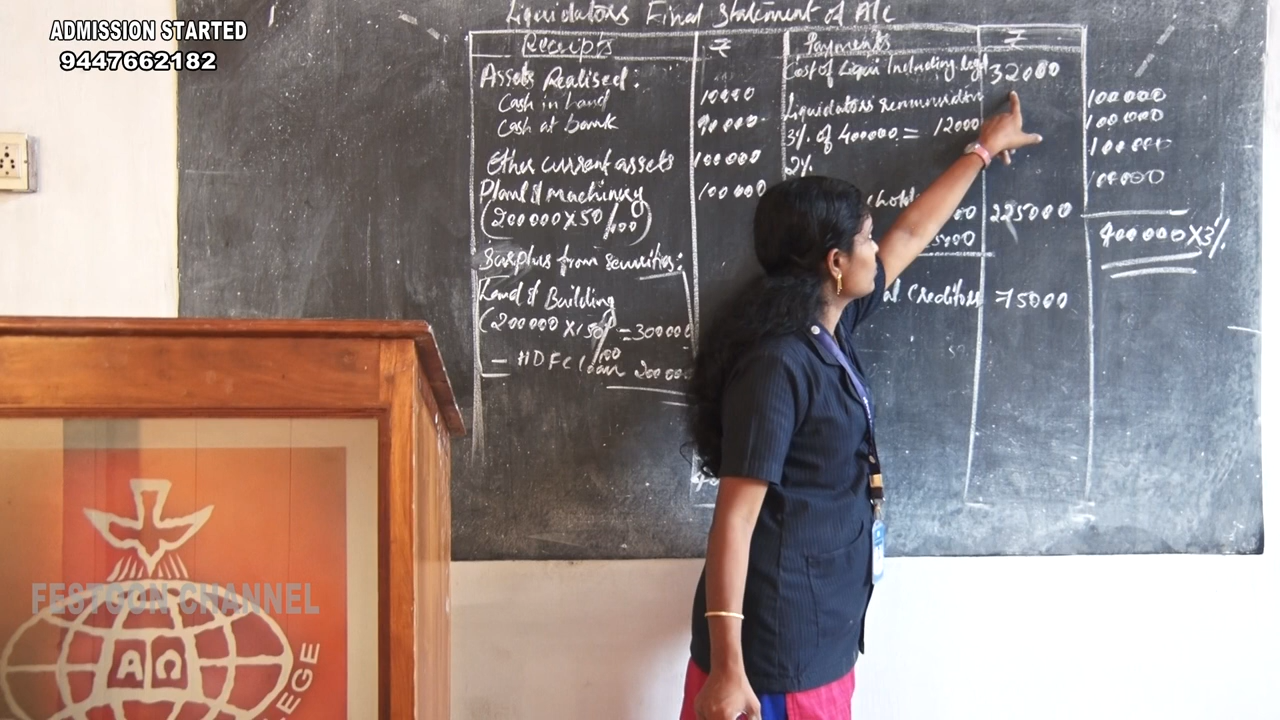 ADMISSION STARTED
9447662182
Liquidators Final Statement of A/c
Receipts ₹ Payments ₹
Assets Realised:
Cash in hand 10000
Cash at bank 90000
Other current assets 100000
Plant & machinery 100000
(200000 X 50/100)
Surplus from securities:
Land & Building
(200000 X 150/100 = 300000
- HDFC loan 200000
Cost of Liqui Including legal 32000
Liquidators remuneration
3% of 400000 = 12000
2%
225000
Creditors 75000
100000
100000
100000
100000
400000 X 3%
FESTGON CHANNEL
ΑΩ
EGE